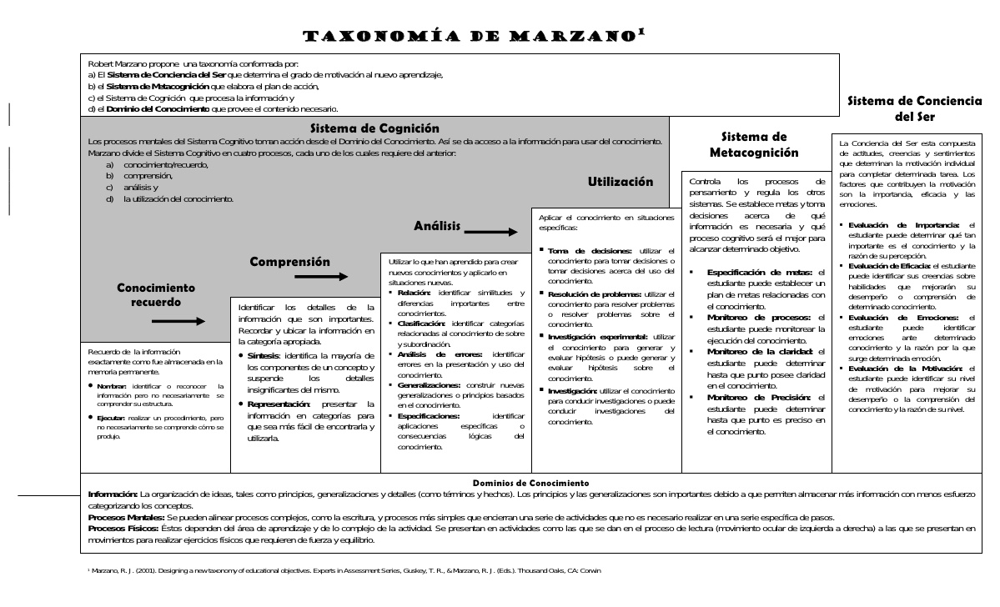 TAXONOMÍA DE MARZANO¹
Robert Marzano propone una taxonomía conformada por:
a) El Sistema de Conciencia del Ser que determina el grado de motivación al nuevo aprendizaje,
b) el Sistema de Metacognición que elabora el plan de acción,
c) el Sistema de Cognición que procesa la información y
d) el Dominio del Conocimiento que provee el contenido necesario.
Sistema de Cognición
Los procesos mentales del Sistema Cognitivo toman acción desde el Dominio del Conocimiento. Así se da acceso a la información para usar del conocimiento.
Marzano divide el Sistema Cognitivo en cuatro procesos, cada uno de los cuales requiere del anterior:
a) conocimiento/recuerdo,
b) comprensión,
c) análisis y
d) la utilización del conocimiento.
Conocimiento
recuerdo
Recuerdo de la información
exactamente como fue almacenada en la
memoria permanente.
• Nombrar: identificar o reconocer la
información pero no necesariamente se
comprender su estructura.
• Ejecutar: realizar un procedimiento, pero
no necesariamente se comprende cómo se
produjo.
Comprensión
Identificar los detalles de la
información que son importantes.
Recordar y ubicar la información en
la categoría apropiada.
• Síntesis: identifica la mayoría de
los componentes de un concepto y
suspende los detalles
insignificantes del mismo.
• Representación: presentar la
información en categorías para
que sea más fácil de encontrarla y
utilizarla.
Análisis
Utilizar lo que han aprendido para crear
nuevos conocimientos y aplicarlo en
situaciones nuevas.
▪ Relación: identificar similitudes y
diferencias importantes entre
conocimientos.
▪ Clasificación: identificar categorías
relacionadas al conocimiento de sobre
y subordinación.
▪ Análisis de errores: identificar
errores en la presentación y uso del
conocimiento.
▪ Generalizaciones: construir nuevas
generalizaciones o principios basados
en el conocimiento.
▪ Especificaciones: identificar
aplicaciones específicas o
consecuencias lógicas del
conocimiento.
Utilización
Aplicar el conocimiento en situaciones
específicas:
▪ Toma de decisiones: utilizar el
conocimiento para tomar decisiones o
tomar decisiones acerca del uso del
conocimiento.
▪ Resolución de problemas: utilizar el
conocimiento para resolver problemas
o resolver problemas sobre el
conocimiento.
▪ Investigación experimental: utilizar
el conocimiento para generar y
evaluar hipótesis o puede generar y
evaluar hipótesis sobre el
conocimiento.
▪ Investigación: utilizar el conocimiento
para conducir investigaciones o puede
conducir investigaciones del
conocimiento.
Sistema de
Metacognición
Controla los procesos de
pensamiento y regula los otros
sistemas. Se establece metas y toma
decisiones acerca de qué
información es necesaria y qué
proceso cognitivo será el mejor para
alcanzar determinado objetivo.
▪ Especificación de metas: el
estudiante puede establecer un
plan de metas relacionadas con
el conocimiento.
▪ Monitoreo de procesos: el
estudiante puede monitorear la
ejecución del conocimiento.
▪ Monitoreo de la claridad: el
estudiante puede determinar
hasta que punto posee claridad
en el conocimiento.
▪ Monitoreo de Precisión: el
estudiante puede determinar
hasta que punto es preciso en
el conocimiento.
Sistema de Conciencia
del Ser
La Conciencia del Ser esta compuesta
de actitudes, creencias y sentimientos
que determinan la motivación individual
para completar determinada tarea. Los
factores que contribuyen la motivación
son la importancia, eficacia y las
emociones.
▪ Evaluación de Importancia: el
estudiante puede determinar qué tan
importante es el conocimiento y la
razón de su percepción.
▪ Evaluación de Eficacia: el estudiante
puede identificar sus creencias sobre
habilidades que mejorarán su
desempeño o comprensión de
determinado conocimiento.
▪ Evaluación de Emociones: el
estudiante puede identificar
emociones ante determinado
conocimiento y la razón por la que
surge determinada emoción.
▪ Evaluación de la Motivación: el
estudiante puede identificar su nivel
de motivación para mejorar su
desempeño o la comprensión del
conocimiento y la razón de su nivel.
Dominios de Conocimiento
Información: La organización de ideas, tales como principios, generalizaciones y detalles (como términos y hechos). Los principios y las generalizaciones son importantes debido a que permiten almacenar más información con menos esfuerzo
categorizando los conceptos.
Procesos Mentales: Se pueden alinear procesos complejos, como la escritura, y procesos más simples que encierran una serie de actividades que no es necesario realizar en una serie específica de pasos.
Procesos Físicos: Éstos dependen del área de aprendizaje y de lo complejo de la actividad. Se presentan en actividades como las que se dan en el proceso de lectura (movimiento ocular de izquierda a derecha) a las que se presentan en
movimientos para realizar ejercicios físicos que requieren de fuerza y equilibrio.
¹ Marzano, R. J. (2001). Designing a new taxonomy of educational objectives. Experts in Assessment Series, Guskey, T. R., & Marzano, R. J. (Eds.). Thousand Oaks, CA: Corwin